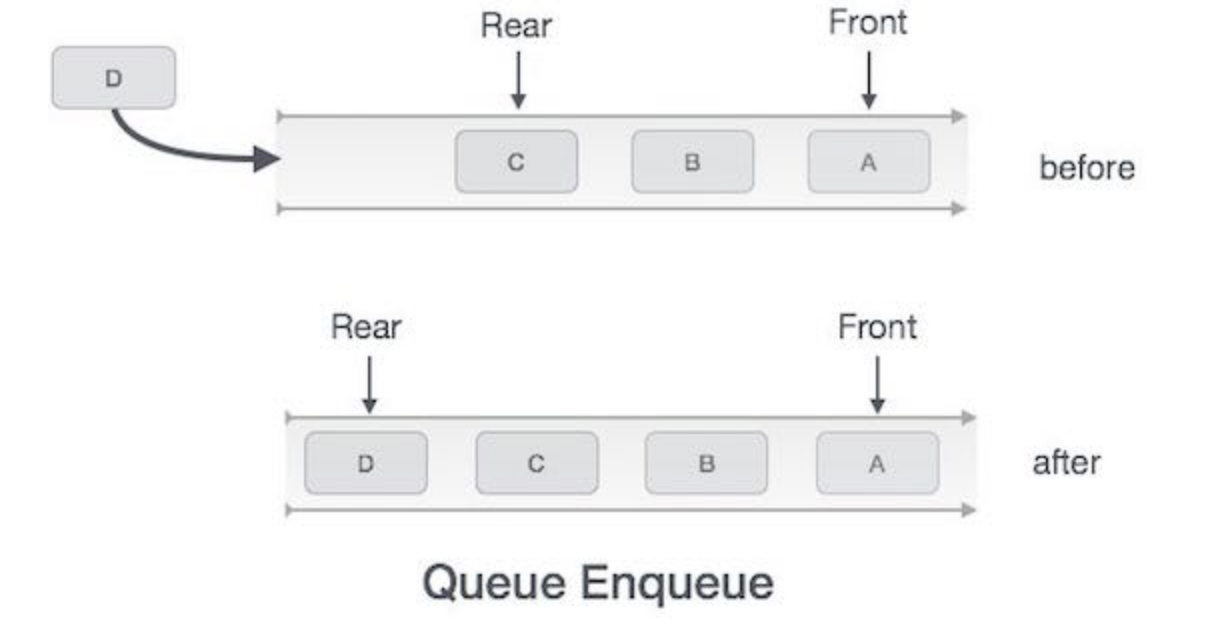 Rear Front
D
C B A
before
Rear Front
D C B A
after
Queue Enqueue